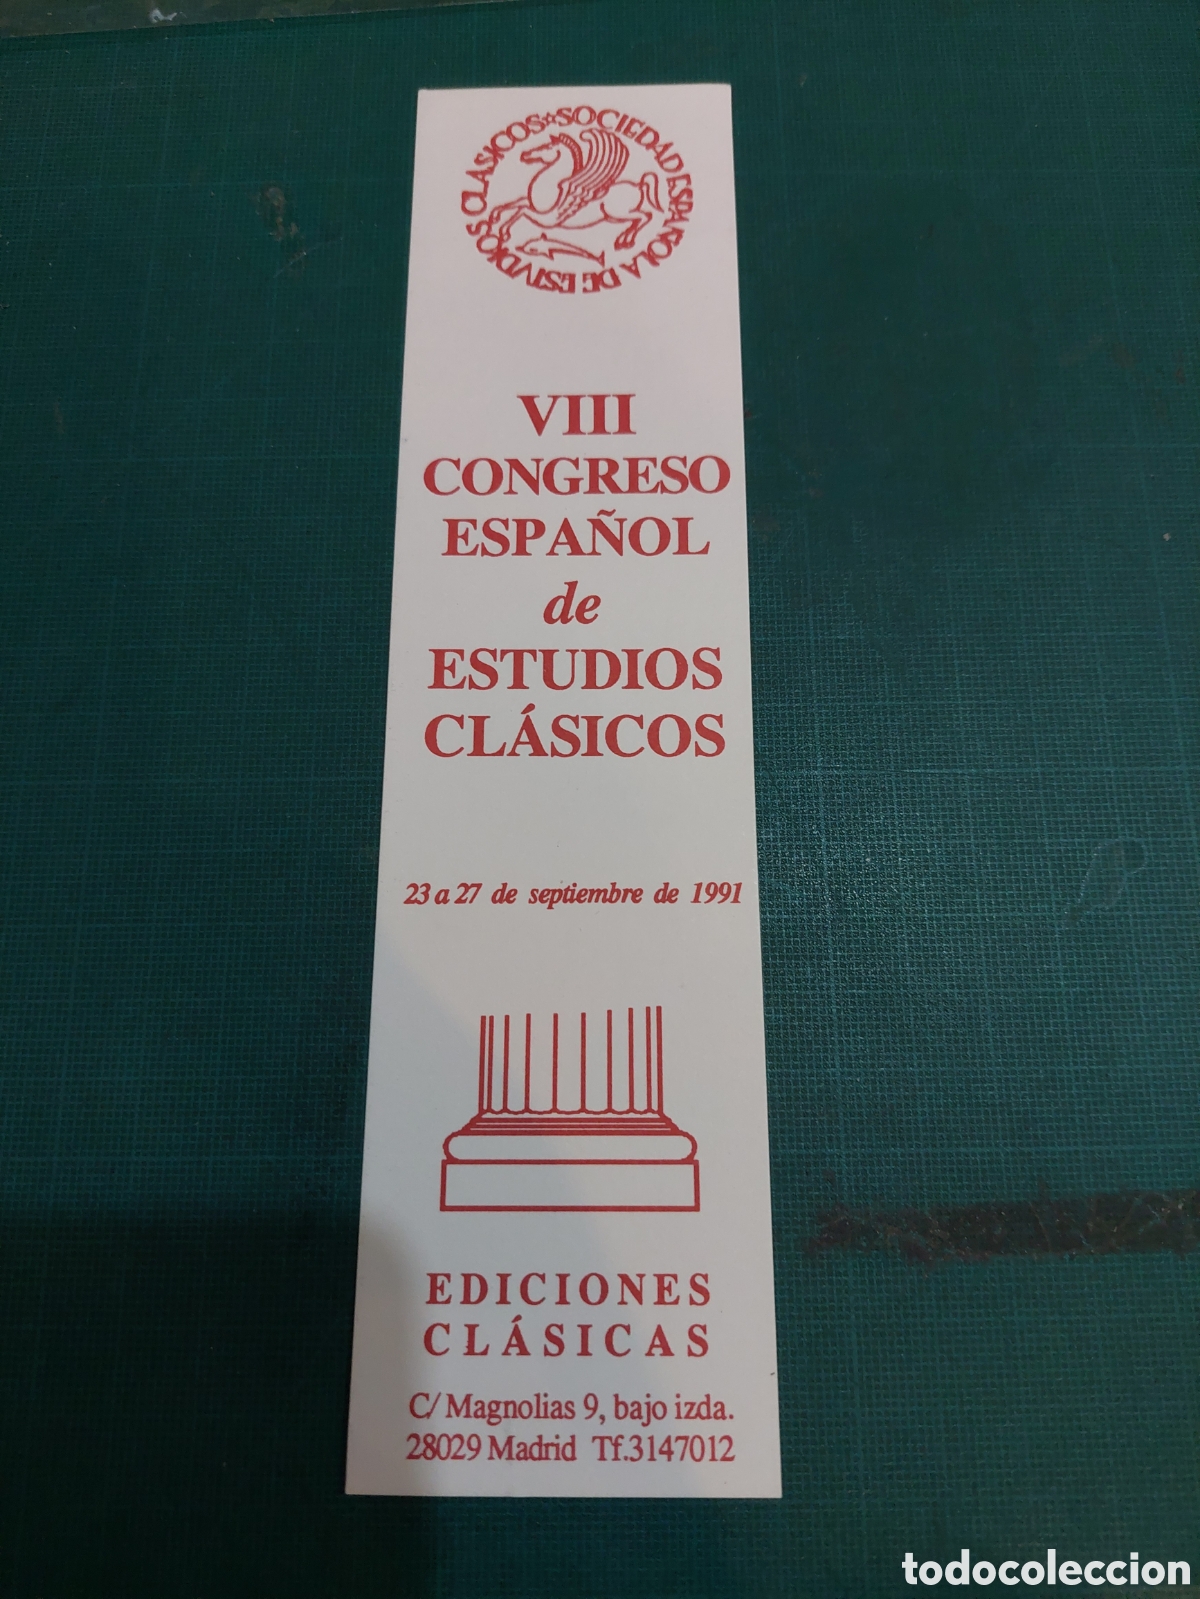 SOCIEDAD ESPAÑOLA DE ESTVDIOS CLASICOS
VIII
CONGRESO
ESPAÑOL
de
ESTUDIOS
CLÁSICOS
23 a 27 de septiembre de 1991
EDICIONES
CLÁSICAS
C/ Magnolias 9, bajo izda.
28029 Madrid Tf.3147012
todocoleccion